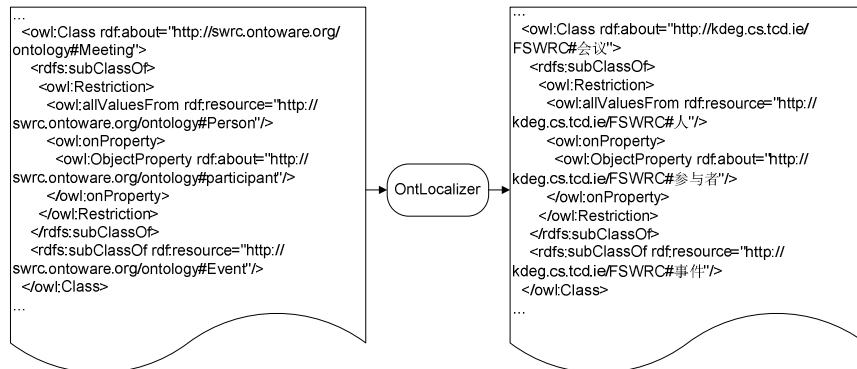 ...
<owl:Class rdf:about="http://swrc.ontoware.org/
ontology#Meeting">
<rdfs:subClassOf>
<owl:Restriction>
<owl:allValuesFrom rdf:resource="http://
swrc.ontoware.org/ontology#Person"/>
<owl:onProperty>
<owl:ObjectProperty rdf:about="http://
swrc.ontoware.org/ontology#participant"/>
</owl:onProperty>
</owl:Restriction>
</rdfs:subClassOf>
<rdfs:subClassOf rdf:resource="http://
swrc.ontoware.org/ontology#Event"/>
</owl:Class>
...
OntLocalizer
...
<owl:Class rdf:about="http://kdeg.cs.tcd.ie/
FSWRC#会议">
<rdfs:subClassOf>
<owl:Restriction>
<owl:allValuesFrom rdf:resource="http://
kdeg.cs.tcd.ie/FSWRC#人"/>
<owl:onProperty>
<owl:ObjectProperty rdf:about="http://
kdeg.cs.tcd.ie/FSWRC#参与者"/>
</owl:onProperty>
</owl:Restriction>
</rdfs:subClassOf>
<rdfs:subClassOf rdf:resource="http://
kdeg.cs.tcd.ie/FSWRC#事件"/>
</owl:Class>
...